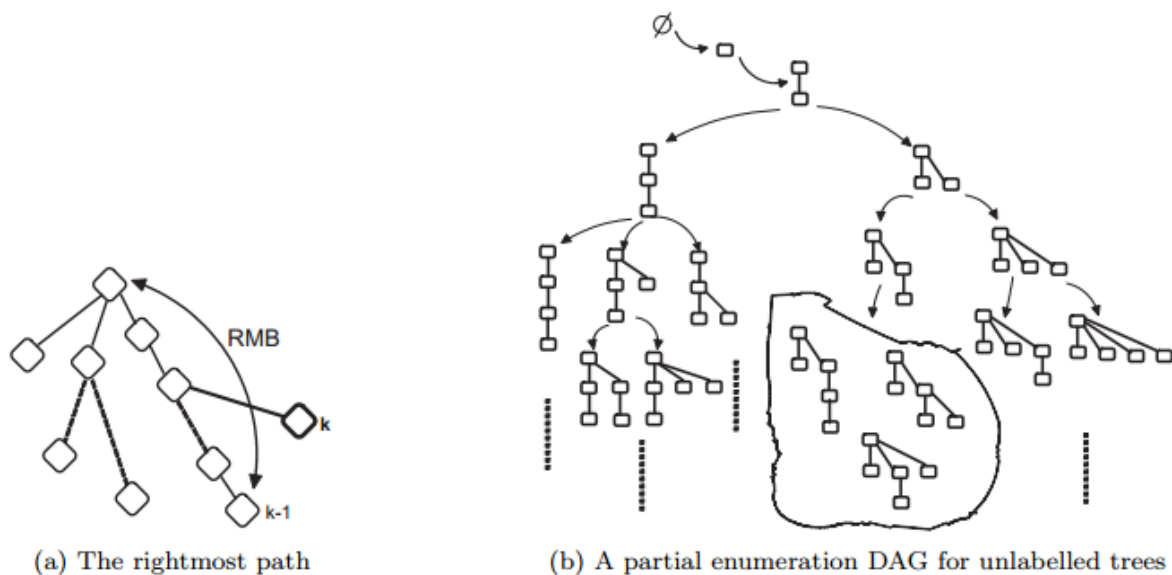 ∅
RMB
k
k-1
(a) The rightmost path
(b) A partial enumeration DAG for unlabelled trees